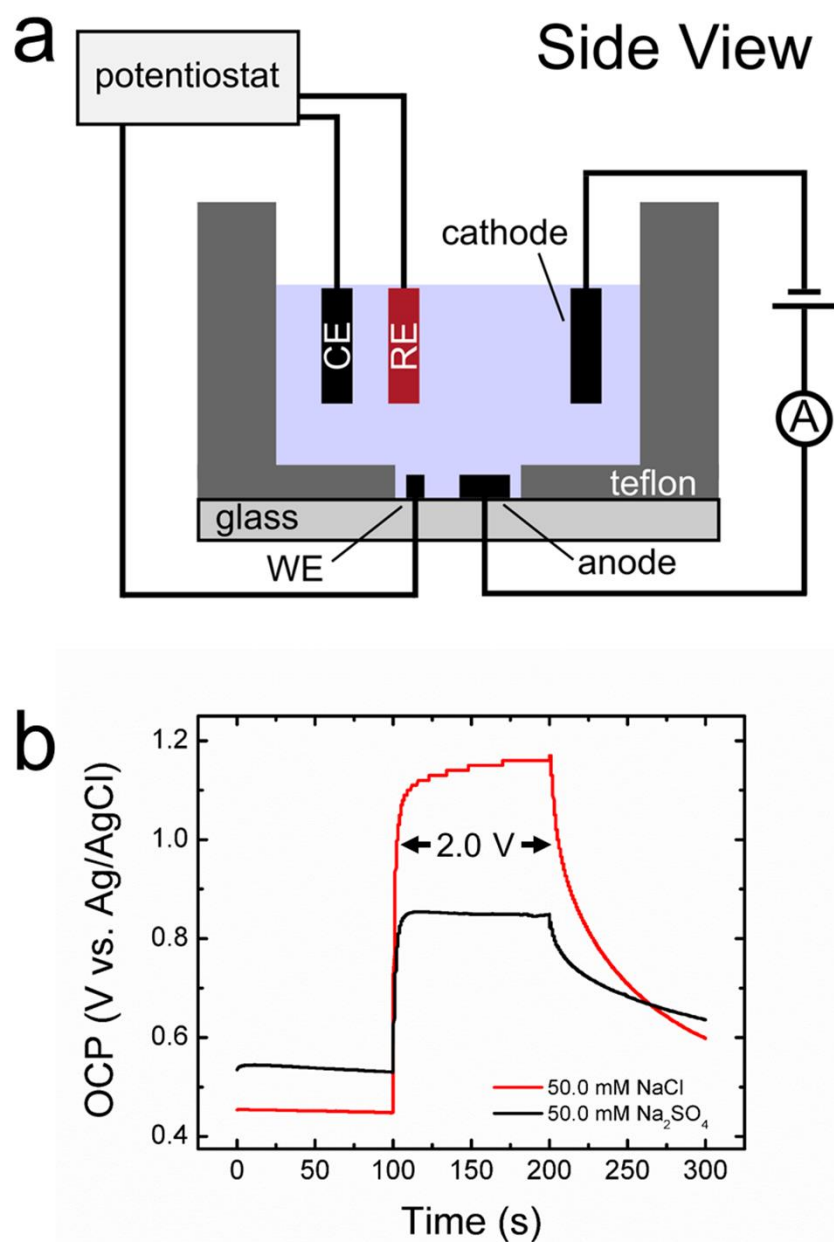 a
Side View
potentiostat
cathode
CE
RE
A
teflon
glass
WE
anode
b
OCP (V vs. Ag/AgCl)
1.2
1.0
0.8
0.6
0.4
2.0 V
50.0 mM NaCl
50.0 mM Na₂SO₄
0 50 100 150 200 250 300
Time (s)